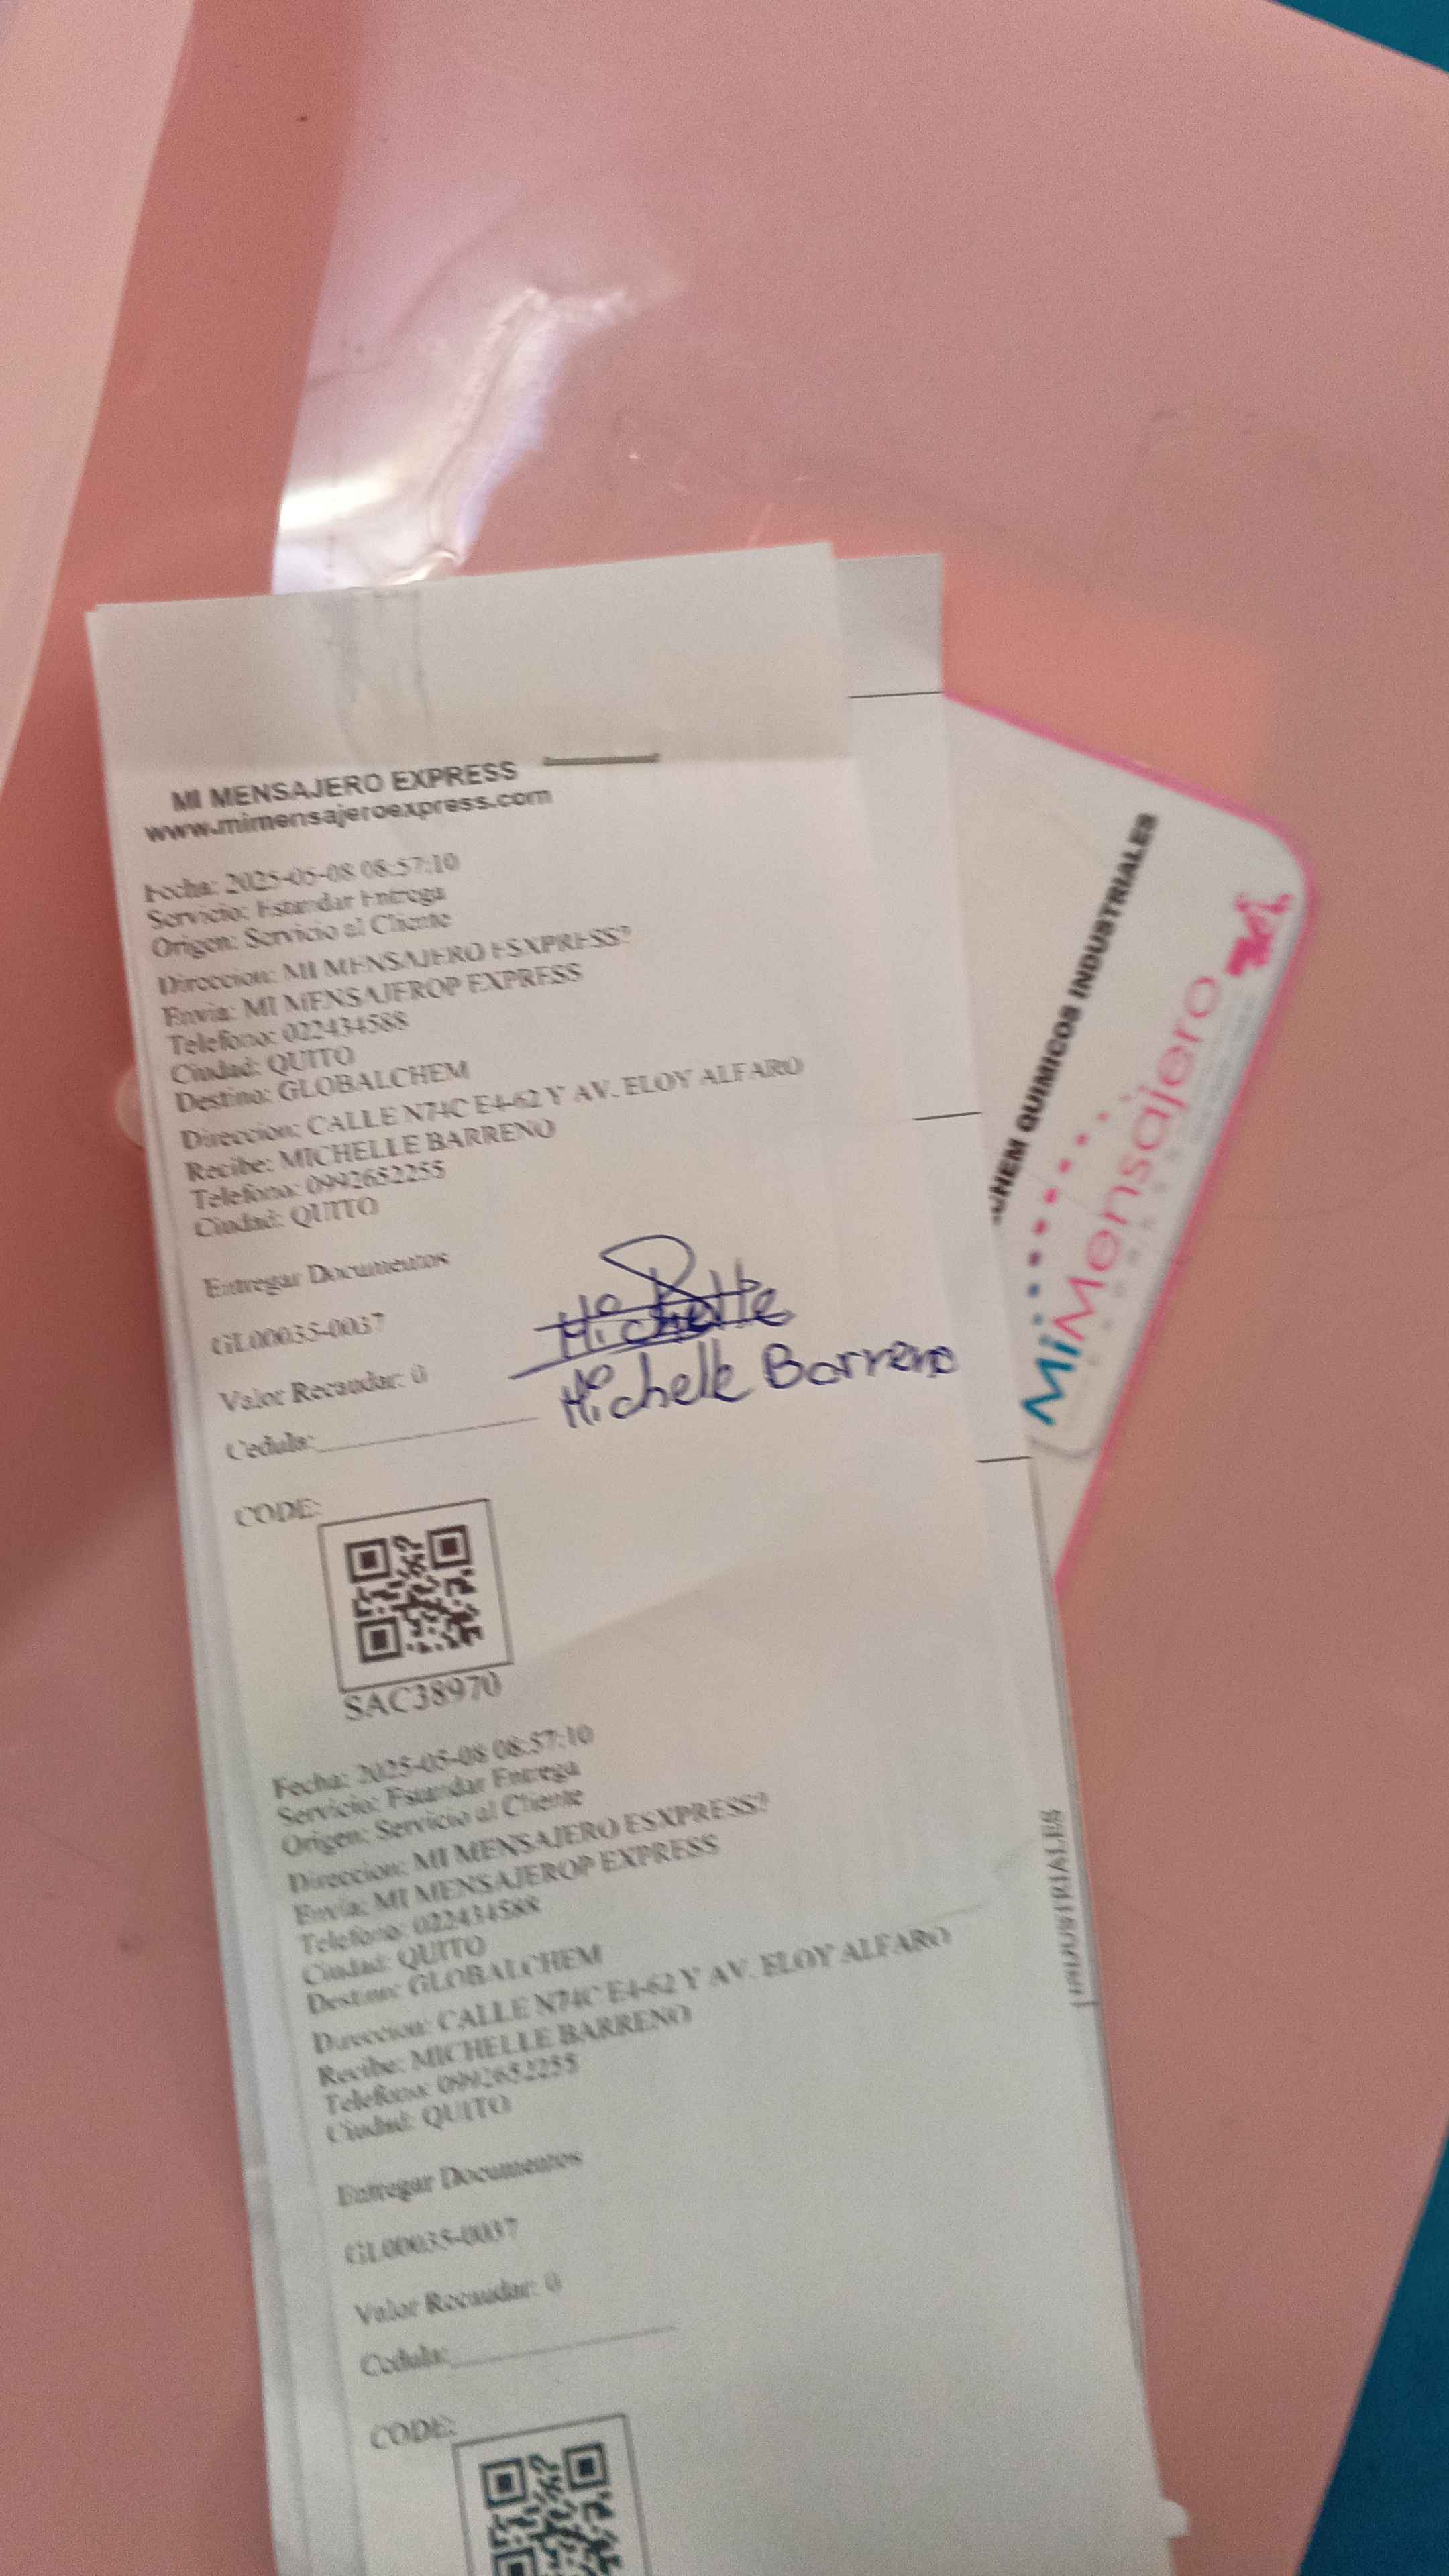 MI MENSAJERO EXPRESS
www.mimensajeroexpress.com
Fecha: 2025-05-08 08:57:10
Servicio: Estandar Entrega
Origen: Servicio al Cliente
Direccion: MI MENSAJERO ESXPRESS?
Envia: MI MENSAJEROP EXPRESS
Telefono: 022434588
Ciudad: QUITO
Destino: GLOBALCHEM
Direccion: CALLE N74C E4-62 Y AV. ELOY ALFARO
Recibe: MICHELLE BARRENO
Telefono: 0992652255
Ciudad: QUITO
Entregar Documentos
GL00035-0037
Michelle
Valor Recaudar: 0
Michelle Barreno
Cedula:
CODE:
SAC38970
Fecha: 2025-05-08 08:57:10
Servicio: Estandar Entrega
Origen: Servicio al Cliente
Direccion: MI MENSAJERO ESXPRESS?
Envia: MI MENSAJEROP EXPRESS
Telefono: 022434588
Ciudad: QUITO
Destino: GLOBALCHEM
Direccion: CALLE N74C E4-62 Y AV. ELOY ALFARO
Recibe: MICHELLE BARRENO
Telefono: 0992652255
Ciudad: QUITO
Entregar Documentos
GL00035-0037
Valor Recaudar: 0
Cedula:
CODE:
CHEM QUIMICOS INDUSTRIALES
MiMensajero
INDUSTRIALES